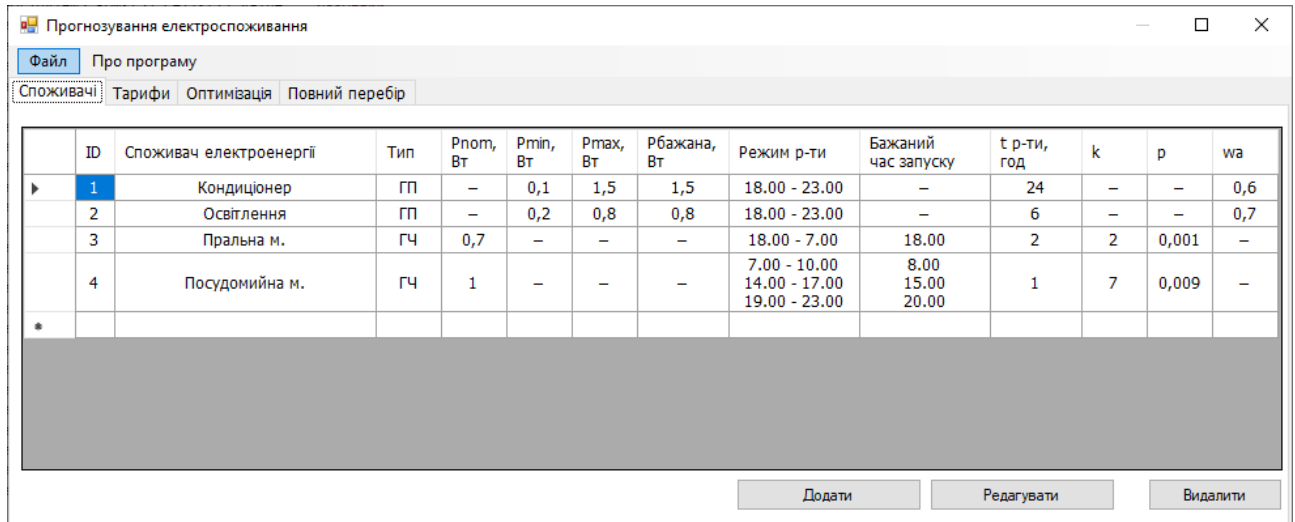 Прогнозування електроспоживання
Файл Про програму
Споживачі Тарифи Оптимізація Повний перебір
ID Споживач електроенергії Тип Pnom, Вт Pmin, Вт Pmax, Вт Pбажана, Вт Режим р-ти Бажаний час запуску t р-ти, год k p wa
1 Кондиціонер ГП – 0,1 1,5 1,5 18.00 - 23.00 – 24 – – 0,6
2 Освітлення ГП – 0,2 0,8 0,8 18.00 - 23.00 – 6 – – 0,7
3 Пральна м. ГЧ 0,7 – – – 18.00 - 7.00 18.00 2 2 0,001 –
7.00 - 10.00 8.00
4 Посудомийна м. ГЧ 1 – – – 14.00 - 17.00 15.00 1 7 0,009 –
19.00 - 23.00 20.00
Додати Редагувати Видалити